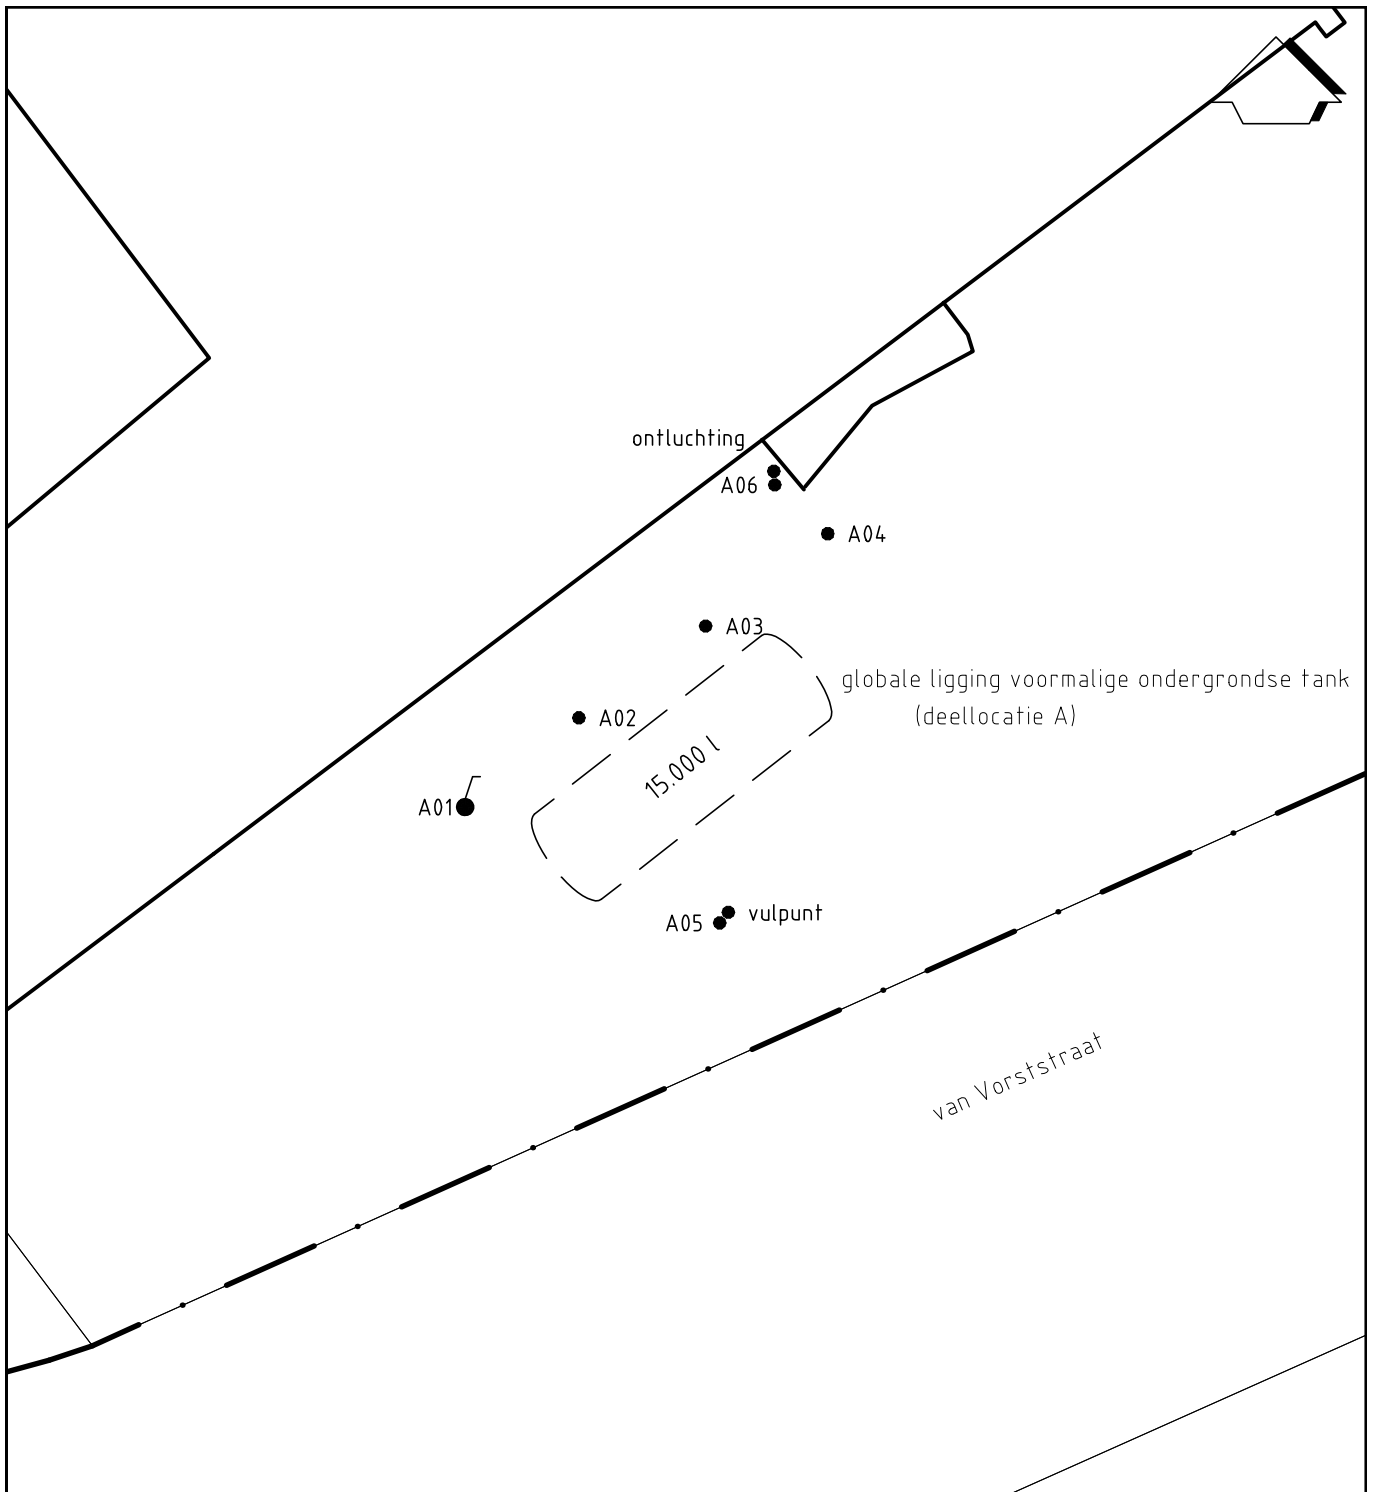 ontluchting
A06
A04
A03
globale ligging voormalige ondergrondse tank
(deellocatie A)
A02
15.000 l
A01
A05
vulpunt
van Vorststraat